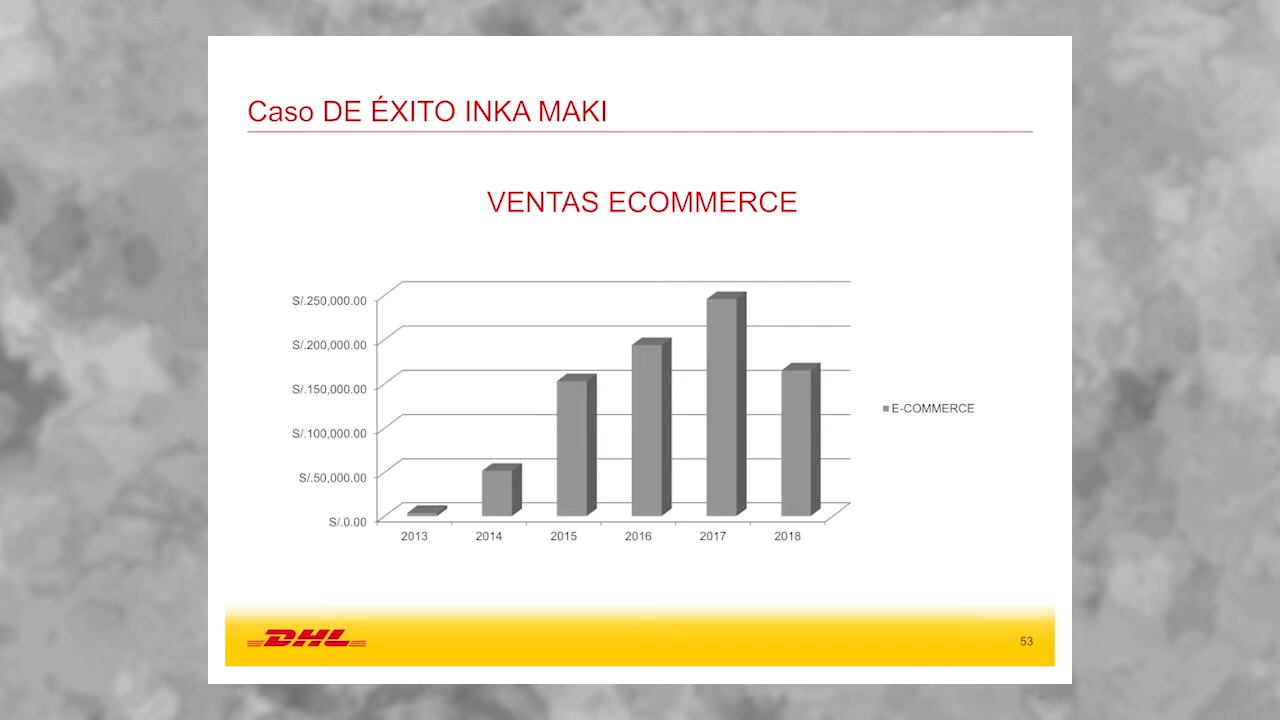 Caso DE ÉXITO INKA MAKI
VENTAS ECOMMERCE
S/.250,000.00
S/.200,000.00
S/.150,000.00
S/.100,000.00
S/.50,000.00
S/.0.00
2013 2014 2015 2016 2017 2018
E-COMMERCE
DHL
53